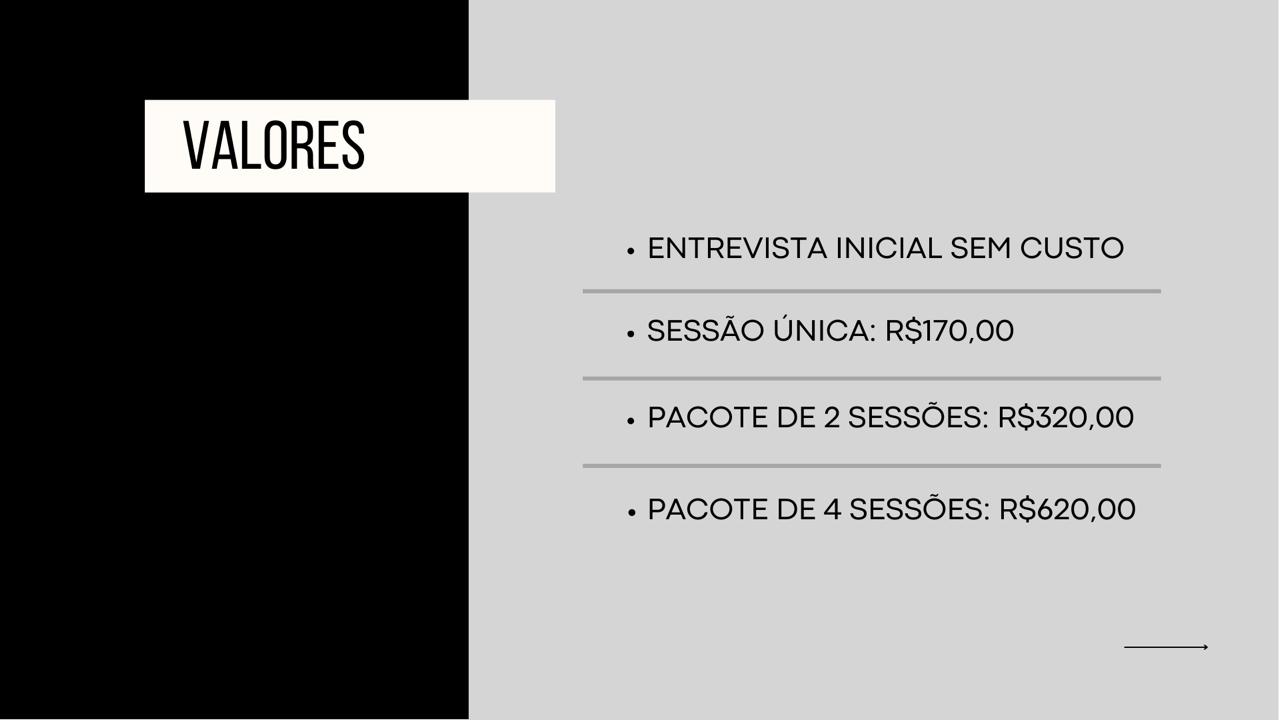 VALORES
• ENTREVISTA INICIAL SEM CUSTO
• SESSÃO ÚNICA: R$170,00
• PACOTE DE 2 SESSÕES: R$320,00
• PACOTE DE 4 SESSÕES: R$620,00